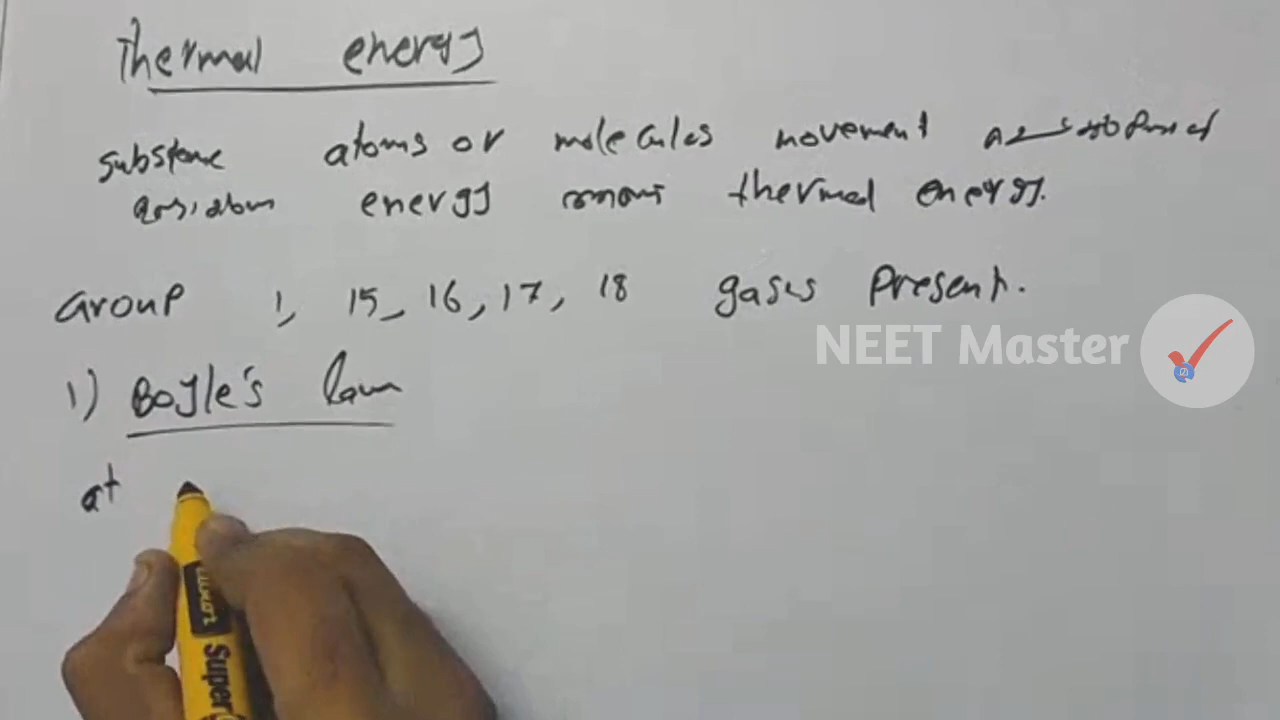 Thermal energy
substane atoms or molecules movement
energy thermal energy.
Group 1, 15, 16, 17, 18 gases Present.
NEET Master
1) Boyle's law
at
Super